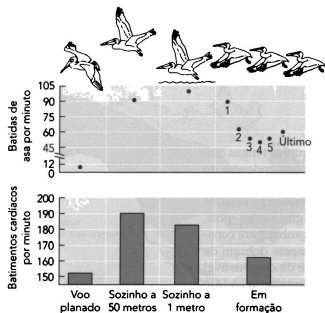 Batidas de
asa por minuto
105
90
75
60
45
12
0
1
2
3
4
5
Último
Batimentos cardíacos
por minuto
200
190
180
170
160
150
Voo
planado
Sozinho a
50 metros
Sozinho a
1 metro
Em
formação